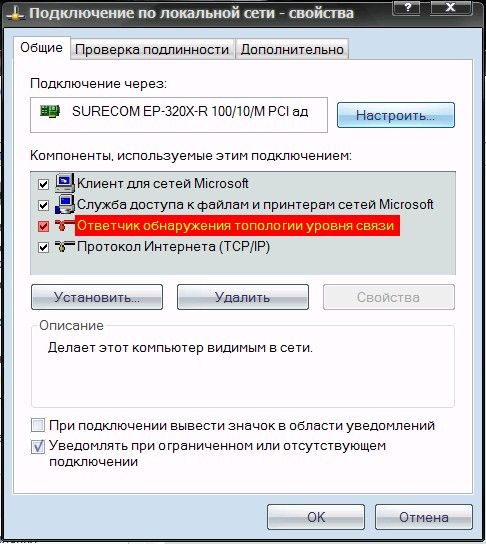 Подключение по локальной сети - свойства
Общие Проверка подлинности Дополнительно
Подключение через:
SURECOM EP-320X-R 100/10/M PCI ад
Настроить...
Компоненты, используемые этим подключением:
Клиент для сетей Microsoft
Служба доступа к файлам и принтерам сетей Microsoft
Ответчик обнаружения топологии уровня связи
Протокол Интернета (TCP/IP)
Установить... Удалить Свойства
Описание
Делает этот компьютер видимым в сети.
При подключении вывести значок в области уведомлений
Уведомлять при ограниченном или отсутствующем
подключении
OK Отмена